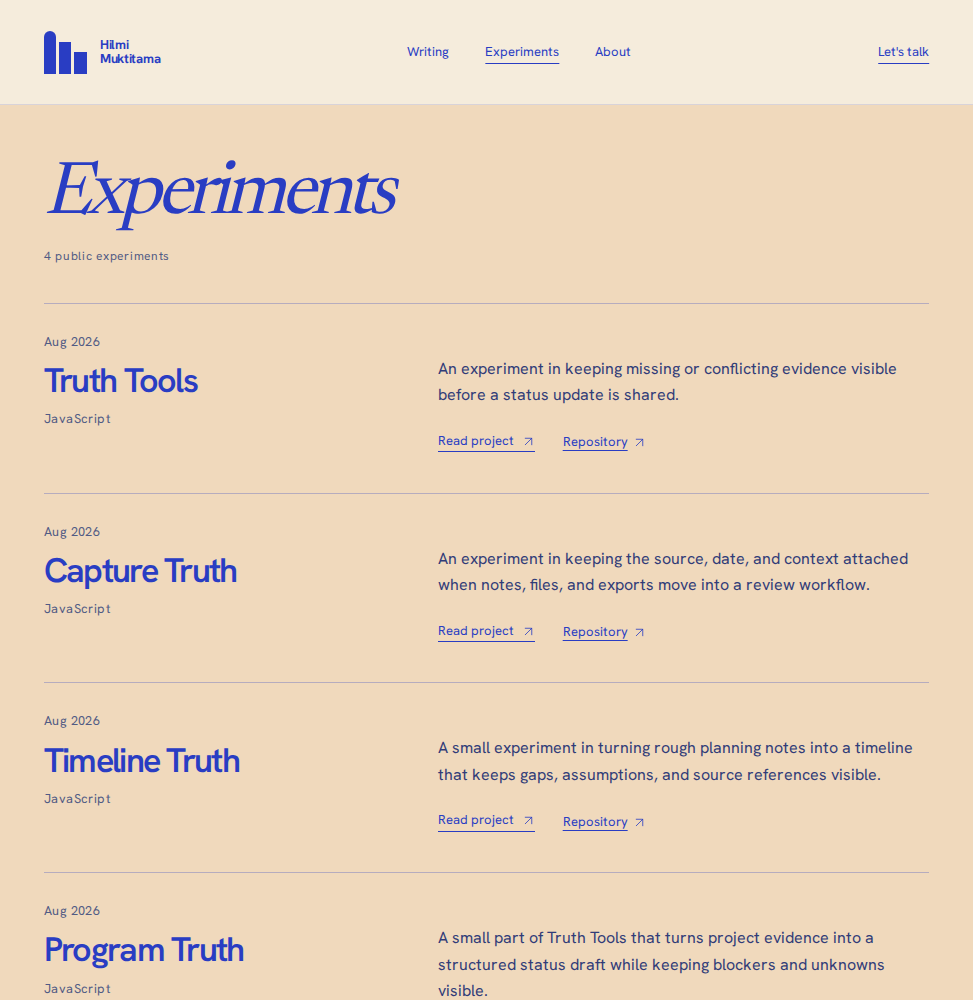 Hilmi
Muktitama
Writing
Experiments
About
Let's talk
Experiments
4 public experiments
Aug 2026
Truth Tools
JavaScript
An experiment in keeping missing or conflicting evidence visible
before a status update is shared.
Read project
Repository
Aug 2026
Capture Truth
JavaScript
An experiment in keeping the source, date, and context attached
when notes, files, and exports move into a review workflow.
Read project
Repository
Aug 2026
Timeline Truth
JavaScript
A small experiment in turning rough planning notes into a timeline
that keeps gaps, assumptions, and source references visible.
Read project
Repository
Aug 2026
Program Truth
JavaScript
A small part of Truth Tools that turns project evidence into a
structured status draft while keeping blockers and unknowns
visible.